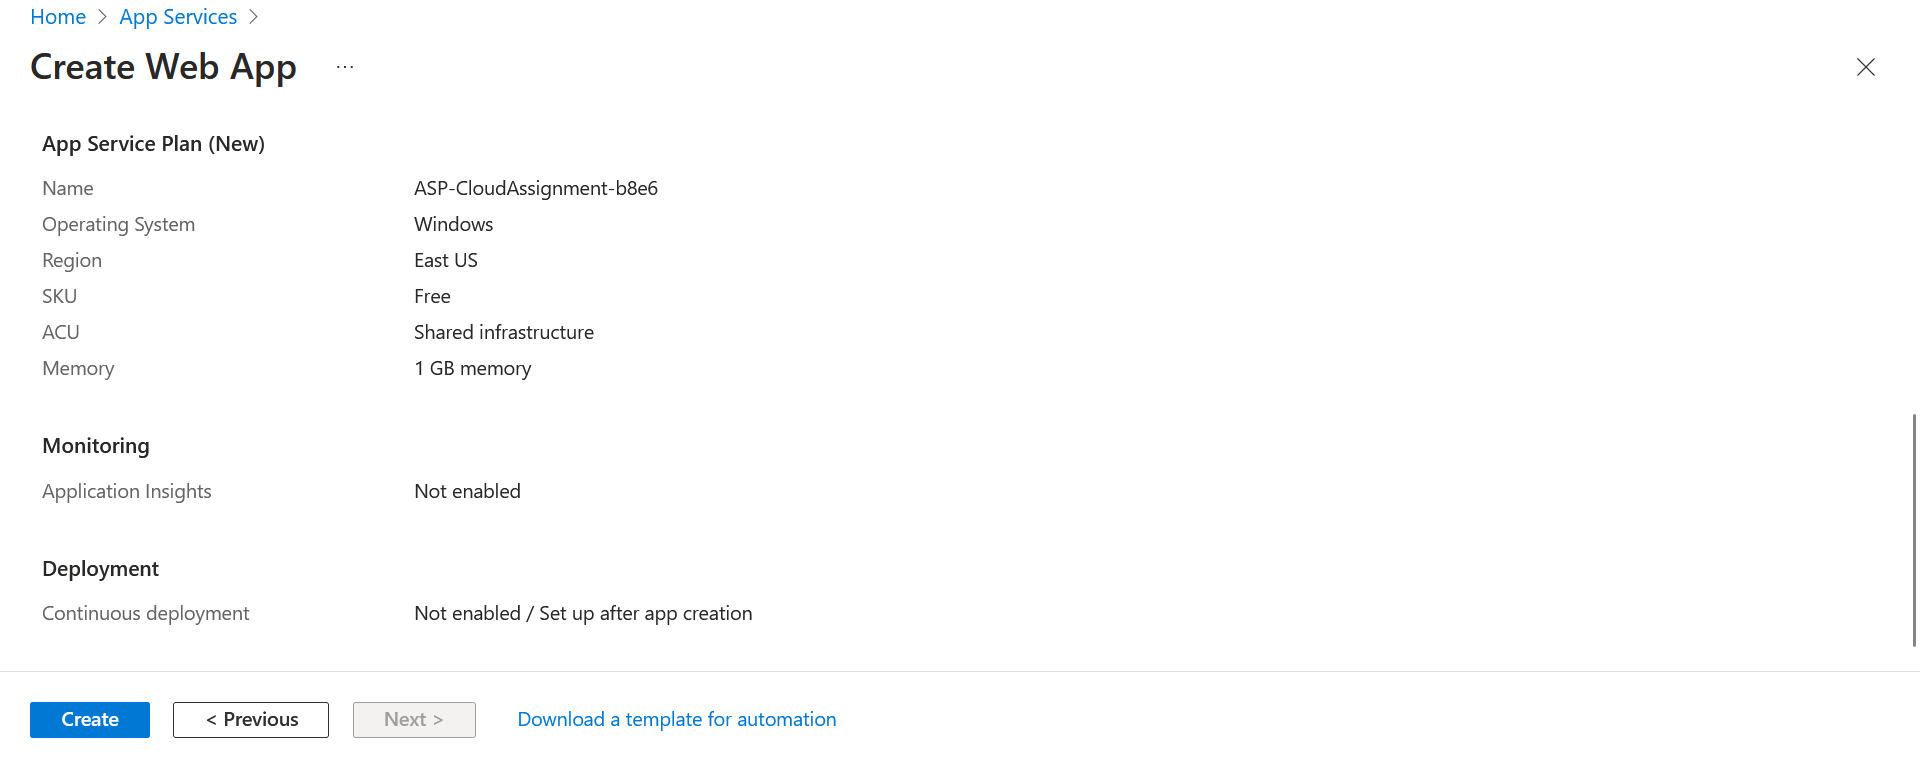 Home > App Services >
Create Web App ...
App Service Plan (New)
Name ASP-CloudAssignment-b8e6
Operating System Windows
Region East US
SKU Free
ACU Shared infrastructure
Memory 1 GB memory
Monitoring
Application Insights Not enabled
Deployment
Continuous deployment Not enabled / Set up after app creation
Create < Previous Next > Download a template for automation